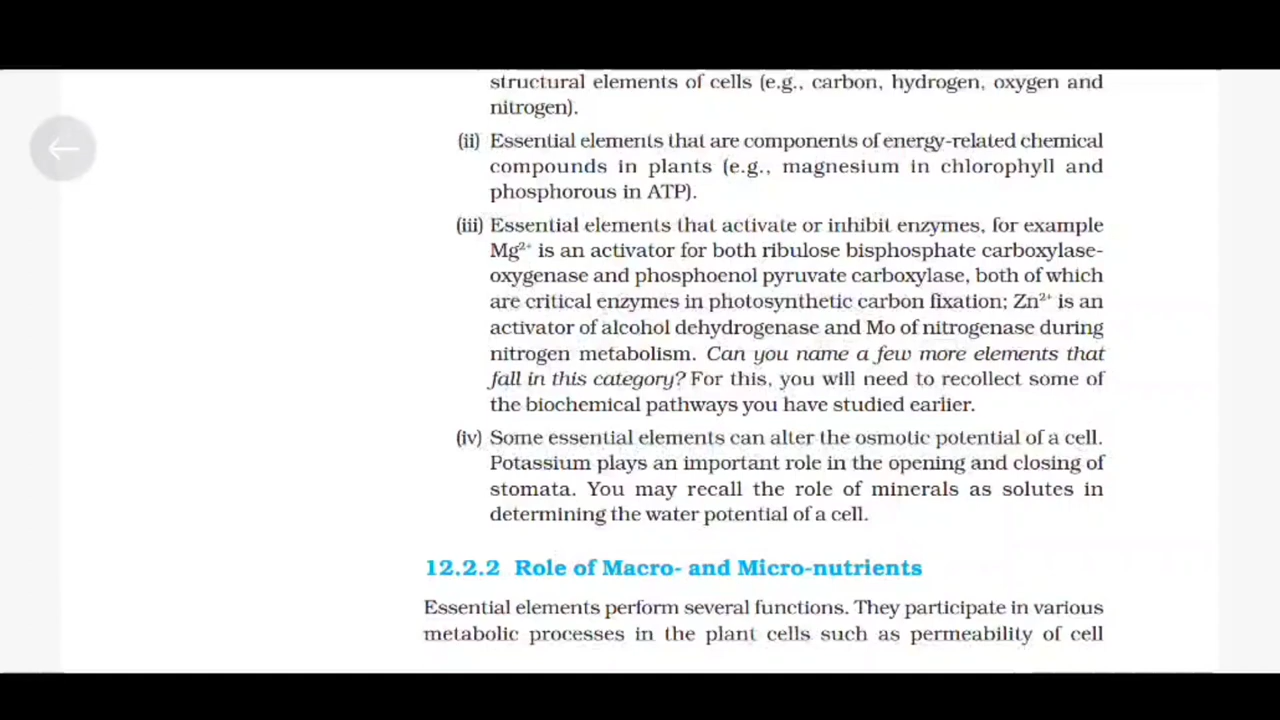 structural elements of cells (e.g., carbon, hydrogen, oxygen and
nitrogen).
(ii) Essential elements that are components of energy-related chemical
compounds in plants (e.g., magnesium in chlorophyll and
phosphorous in ATP).
(iii) Essential elements that activate or inhibit enzymes, for example
Mg²⁺ is an activator for both ribulose bisphosphate carboxylase-
oxygenase and phosphoenol pyruvate carboxylase, both of which
are critical enzymes in photosynthetic carbon fixation; Zn²⁺ is an
activator of alcohol dehydrogenase and Mo of nitrogenase during
nitrogen metabolism. Can you name a few more elements that
fall in this category? For this, you will need to recollect some of
the biochemical pathways you have studied earlier.
(iv) Some essential elements can alter the osmotic potential of a cell.
Potassium plays an important role in the opening and closing of
stomata. You may recall the role of minerals as solutes in
determining the water potential of a cell.
12.2.2 Role of Macro- and Micro-nutrients
Essential elements perform several functions. They participate in various
metabolic processes in the plant cells such as permeability of cell